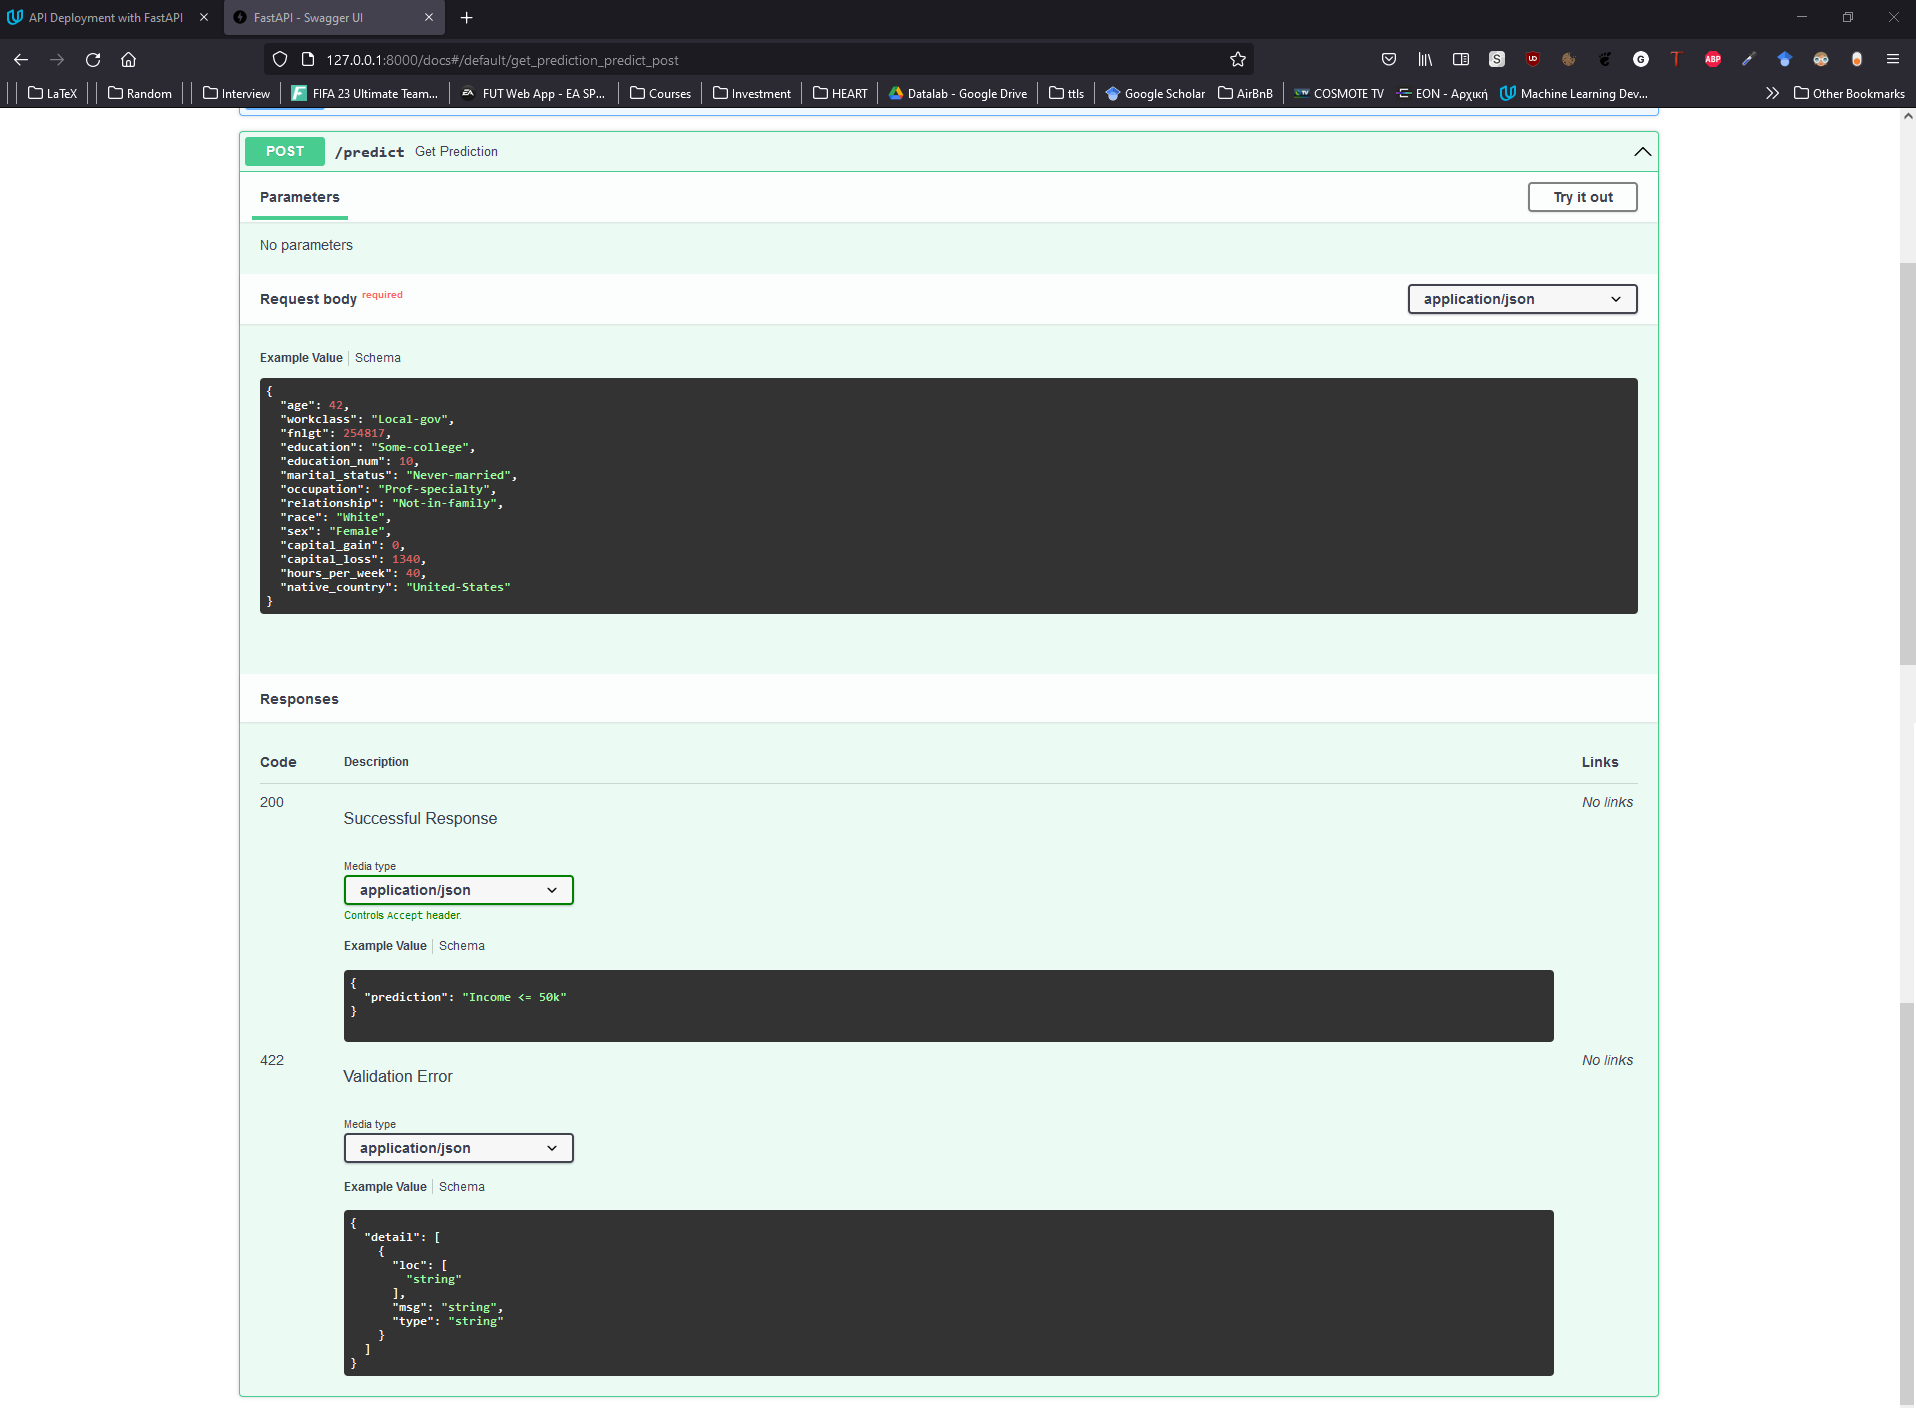 API Deployment with FastAPI
FastAPI - Swagger UI
127.0.0.1:8000/docs#/default/get_prediction_predict_post
LaTeX
Random
Interview
FIFA 23 Ultimate Team...
FUT Web App - EA SP...
Courses
Investment
HEART
Datalab - Google Drive
ttls
Google Scholar
AirBnB
COSMOTE TV
EON - Αρχική
Machine Learning Dev...
Other Bookmarks
POST /predict Get Prediction
Parameters
Try it out
No parameters
Request body required
application/json
Example Value Schema
{
"age": 42,
"workclass": "Local-gov",
"fnlgt": 254817,
"education": "Some-college",
"education_num": 10,
"marital_status": "Never-married",
"occupation": "Prof-specialty",
"relationship": "Not-in-family",
"race": "White",
"sex": "Female",
"capital_gain": 0,
"capital_loss": 1340,
"hours_per_week": 40,
"native_country": "United-States"
}
Responses
Code Description Links
200 No links
Successful Response
Media type
application/json
Controls Accept header.
Example Value Schema
{
"prediction": "Income <= 50k"
}
422 No links
Validation Error
Media type
application/json
Example Value Schema
{
"detail": [
{
"loc": [
"string"
],
"msg": "string",
"type": "string"
}
]
}